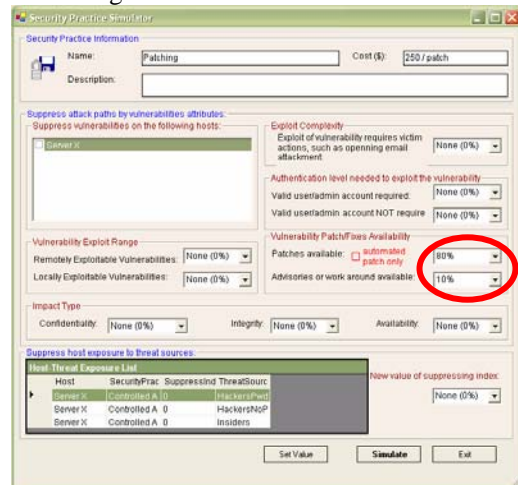 Security Practice Simulator
Security Practice Information
Name:
Patching
Cost ($):
250 / patch
Description:
Suppress attack paths by vulnerabilities attributes:
Suppress vulnerabilities on the following hosts:
Server X
Exploit Complexity
Exploit of vulnerability requires victim
actions, such as openning email
attackment
None (0%)
Authentication level needed to exploit the vulnerability
Valid user/admin account required:
None (0%)
Valid user/admin account NOT require
None (0%)
Vulnerability Exploit Range
Remotely Exploitable Vulnerabilities:
None (0%)
Locally Exploitable Vulnerabilities:
None (0%)
Vulnerability Patch/Fixes Availability
Patches available:
automated
patch only
80%
Advisories or work around available:
10%
Impact Type
Confidentiality:
None (0%)
Integrity:
None (0%)
Availability:
None (0%)
Suppress host exposure to threat sources:
Host-Threat Exposure List
Host SecurityPrac SuppressInd ThreatSourc
Server X Controlled A 0 HackersPwd
Server X Controlled A 0 HackersNoP
Server X Controlled A 0 Insiders
New value of suppressing index:
None (0%)
Set Value
Simulate
Exit